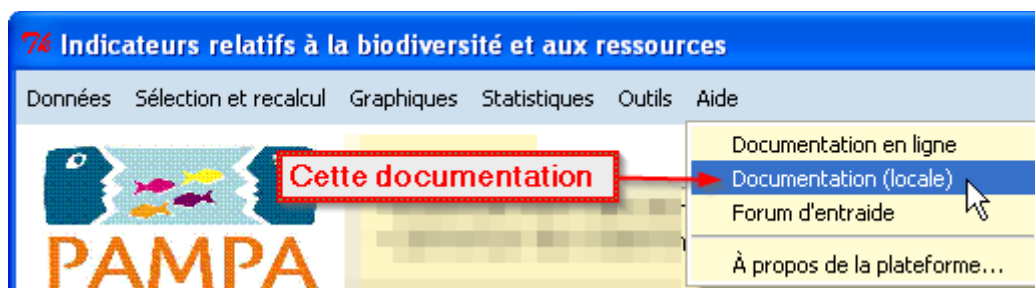 Indicateurs relatifs à la biodiversité et aux ressources
Données Sélection et recalcul Graphiques Statistiques Outils Aide
Documentation en ligne
Cette documentation
Documentation (locale)
Forum d'entraide
PAMPA
À propos de la plateforme...